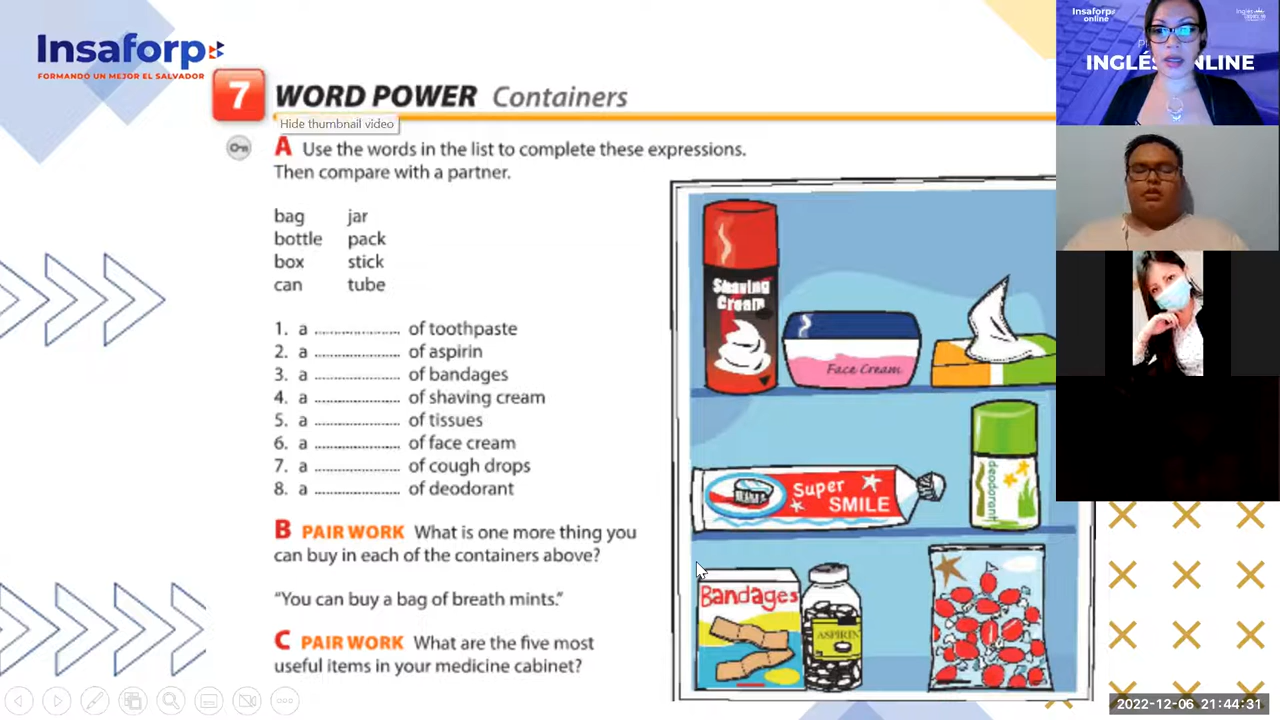 Insaforp
FORMANDO UN MEJOR EL SALVADOR
7 WORD POWER Containers
Hide thumbnail video
A Use the words in the list to complete these expressions.
Then compare with a partner.
bag jar
bottle pack
box stick
can tube
1. a .................... of toothpaste
2. a .................... of aspirin
3. a .................... of bandages
4. a .................... of shaving cream
5. a .................... of tissues
6. a .................... of face cream
7. a .................... of cough drops
8. a .................... of deodorant
B PAIR WORK What is one more thing you
can buy in each of the containers above?
"You can buy a bag of breath mints."
C PAIR WORK What are the five most
useful items in your medicine cabinet?
Shaving
Cream
Face Cream
Super
SMILE
deodorant
Bandages
ASPIRIN
Insaforp
online
INGLÉS ONLINE
2022-12-06 21:44:31